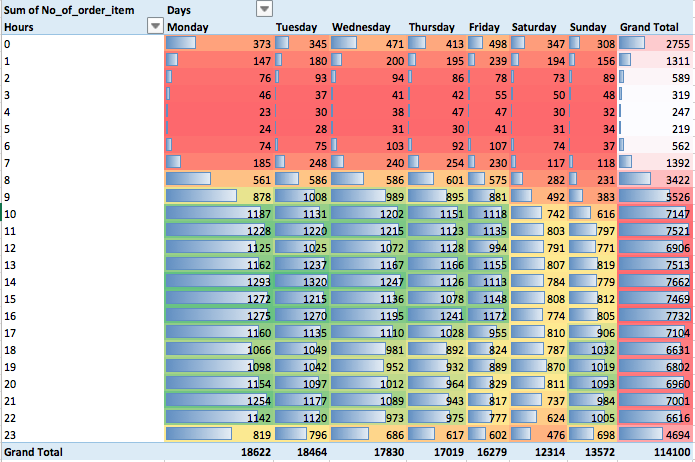 Sum of No_of_order_item Days
Hours Monday Tuesday Wednesday Thursday Friday Saturday Sunday Grand Total
0 373 345 471 413 498 347 308 2755
1 147 180 200 195 239 194 156 1311
2 76 93 94 86 78 73 89 589
3 46 37 41 42 55 50 48 319
4 23 30 38 47 47 30 32 247
5 24 28 31 30 41 31 34 219
6 74 75 103 92 107 74 37 562
7 185 248 240 254 230 117 118 1392
8 561 586 586 601 575 282 231 3422
9 878 1008 989 895 881 492 383 5526
10 1187 1131 1202 1151 1118 742 616 7147
11 1228 1220 1215 1123 1135 803 797 7521
12 1125 1025 1072 1128 994 791 771 6906
13 1162 1237 1167 1166 1155 807 819 7513
14 1293 1320 1247 1126 1113 784 779 7662
15 1272 1215 1136 1078 1148 808 812 7469
16 1275 1270 1195 1241 1172 774 805 7732
17 1160 1135 1110 1028 955 810 906 7104
18 1066 1049 981 892 824 787 1032 6631
19 1098 1042 952 932 889 870 1019 6802
20 1154 1097 1012 964 829 811 1093 6960
21 1254 1177 1089 943 817 737 984 7001
22 1142 1120 973 975 777 624 1005 6616
23 819 796 686 617 602 476 698 4694
Grand Total 18622 18464 17830 17019 16279 12314 13572 114100